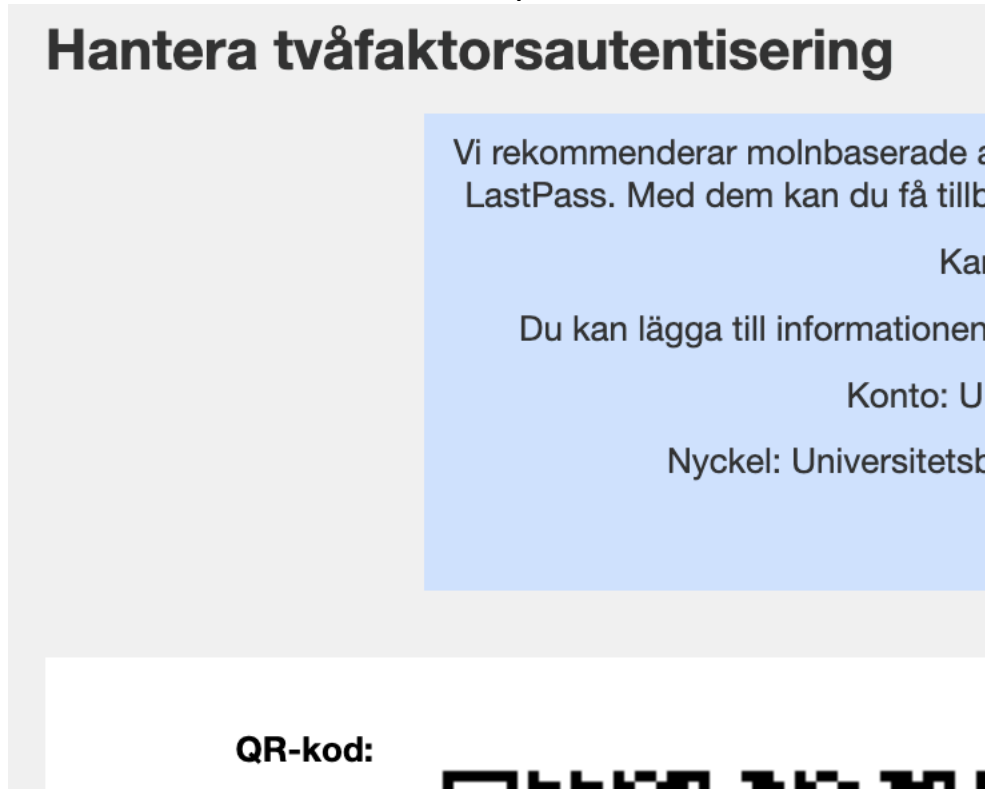 Hantera tvåfaktorsautentisering
Vi rekommenderar molnbaserade
LastPass. Med dem kan du få
Du kan lägga till informationen
Konto:
Nyckel:
QR-kod: